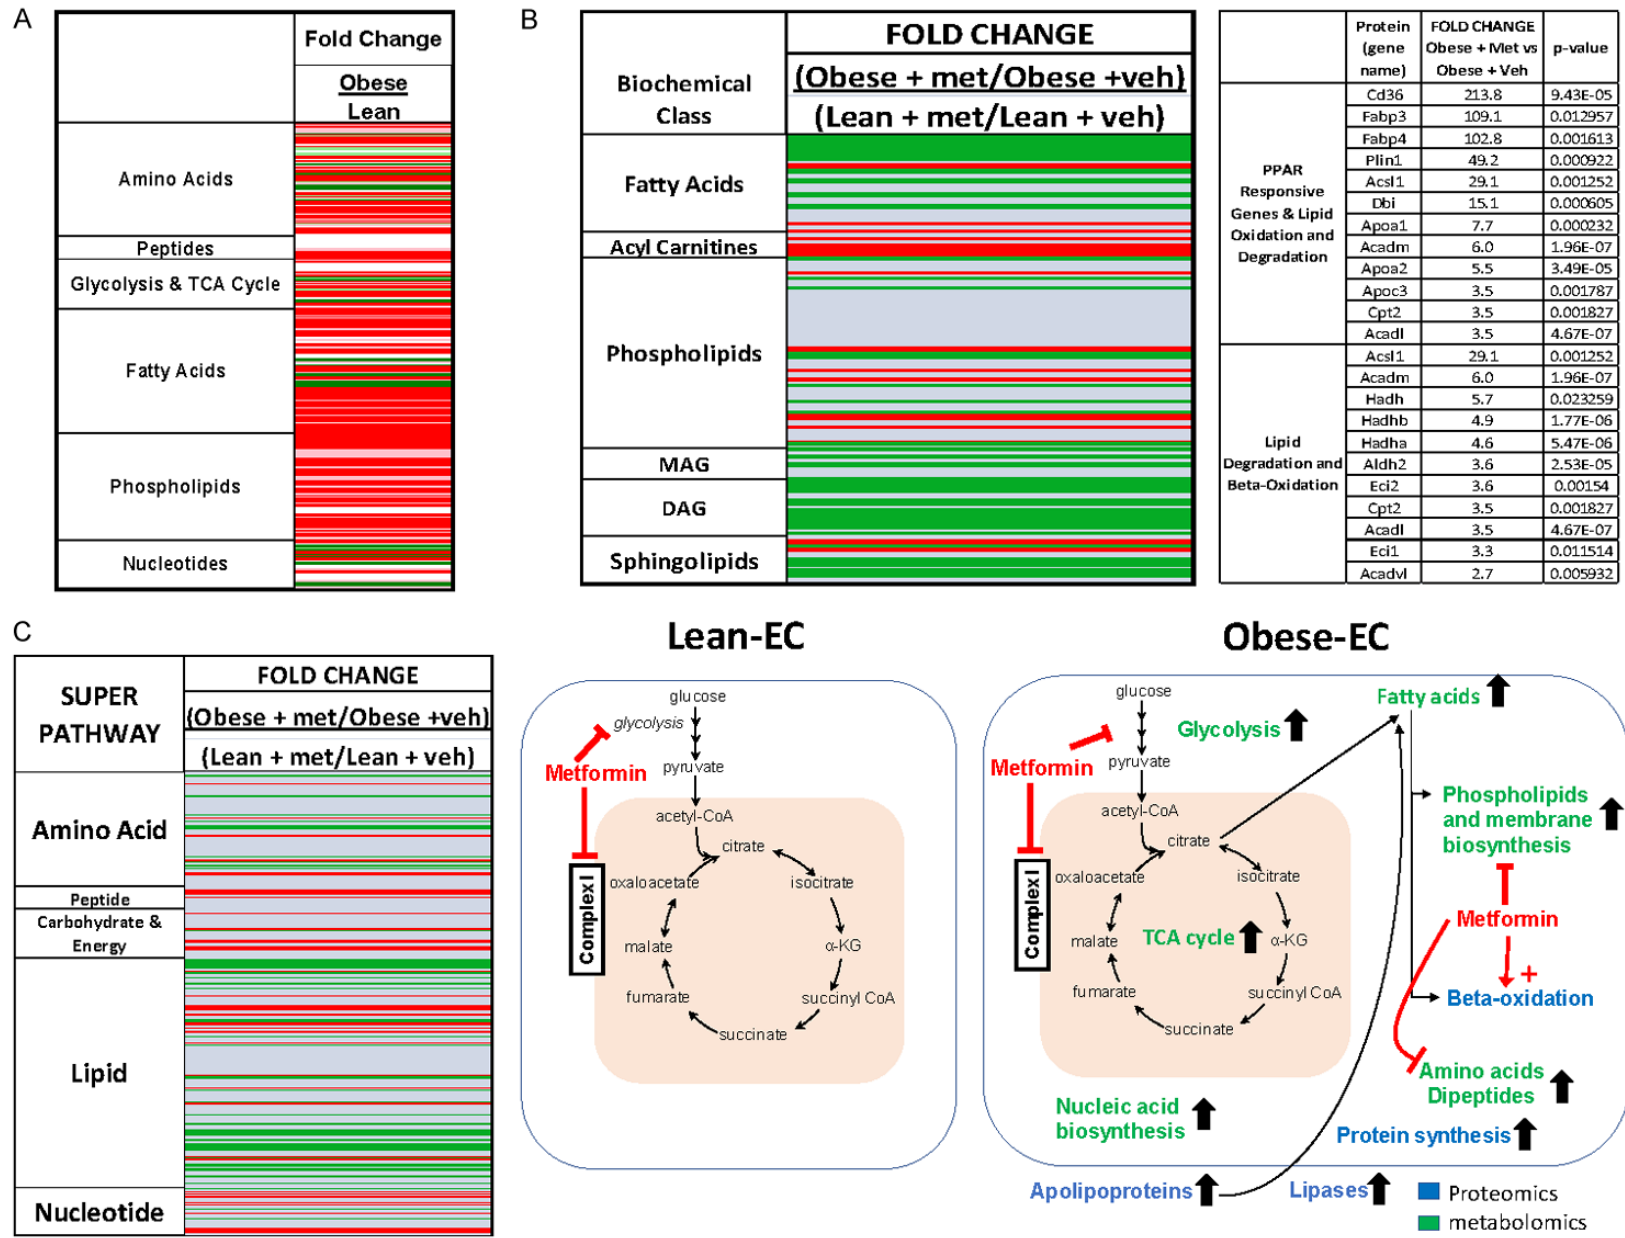 A
Fold Change
Obese
Lean
Amino Acids
Peptides
Glycolysis & TCA Cycle
Fatty Acids
Phospholipids
Nucleotides
B
Biochemical
Class
FOLD CHANGE
(Obese + met/Obese +veh)
(Lean + met/Lean + veh)
Fatty Acids
Acyl Carnitines
Phospholipids
MAG
DAG
Sphingolipids
Protein
(gene
name)
FOLD CHANGE
Obese + Met vs
Obese + Veh
p-value
PPAR
Responsive
Genes & Lipid
Oxidation and
Degradation
Cd36 213.8 9.43E-05
Fabp3 109.1 0.012957
Fabp4 102.8 0.001613
Plin1 49.2 0.000922
Acsl1 29.1 0.001252
Dbi 15.1 0.000605
Apoa1 7.7 0.000232
Acadm 6.0 1.96E-07
Apoa2 5.5 3.49E-05
Apoc3 3.5 0.001787
Cpt2 3.5 0.001827
Acadl 3.5 4.67E-07
Lipid
Degradation and
Beta-Oxidation
Acsl1 29.1 0.001252
Acadm 6.0 1.96E-07
Hadh 5.7 0.023259
Hadhb 4.9 1.77E-06
Hadha 4.6 5.47E-06
Aldh2 3.6 2.53E-05
Eci2 3.6 0.00154
Cpt2 3.5 0.001827
Acadl 3.5 4.67E-07
Eci1 3.3 0.011514
Acadvl 2.7 0.005932
C
SUPER
PATHWAY
FOLD CHANGE
(Obese + met/Obese +veh)
(Lean + met/Lean + veh)
Amino Acid
Peptide
Carbohydrate &
Energy
Lipid
Nucleotide
Lean-EC
glucose
glycolysis
Metformin
pyruvate
acetyl-CoA
citrate
oxaloacetate
isocitrate
Complex I
malate
α-KG
fumarate
succinyl CoA
succinate
Obese-EC
glucose
Fatty acids
Glycolysis
Metformin
pyruvate
acetyl-CoA
Phospholipids
and membrane
biosynthesis
citrate
oxaloacetate
isocitrate
Complex I
Metformin
malate
TCA cycle
α-KG
+
fumarate
succinyl CoA
Beta-oxidation
succinate
Amino acids
Dipeptides
Nucleic acid
biosynthesis
Protein synthesis
Apolipoproteins
Lipases
Proteomics
metabolomics